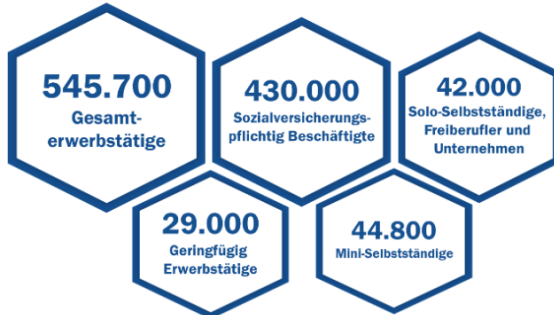 545.700
Gesamt-
erwerbstätige
430.000
Sozialversicherungs-
pflichtig Beschäftigte
42.000
Solo-Selbstständige,
Freiberufler und
Unternehmen
29.000
Geringfügig
Erwerbstätige
44.800
Mini-Selbstständige